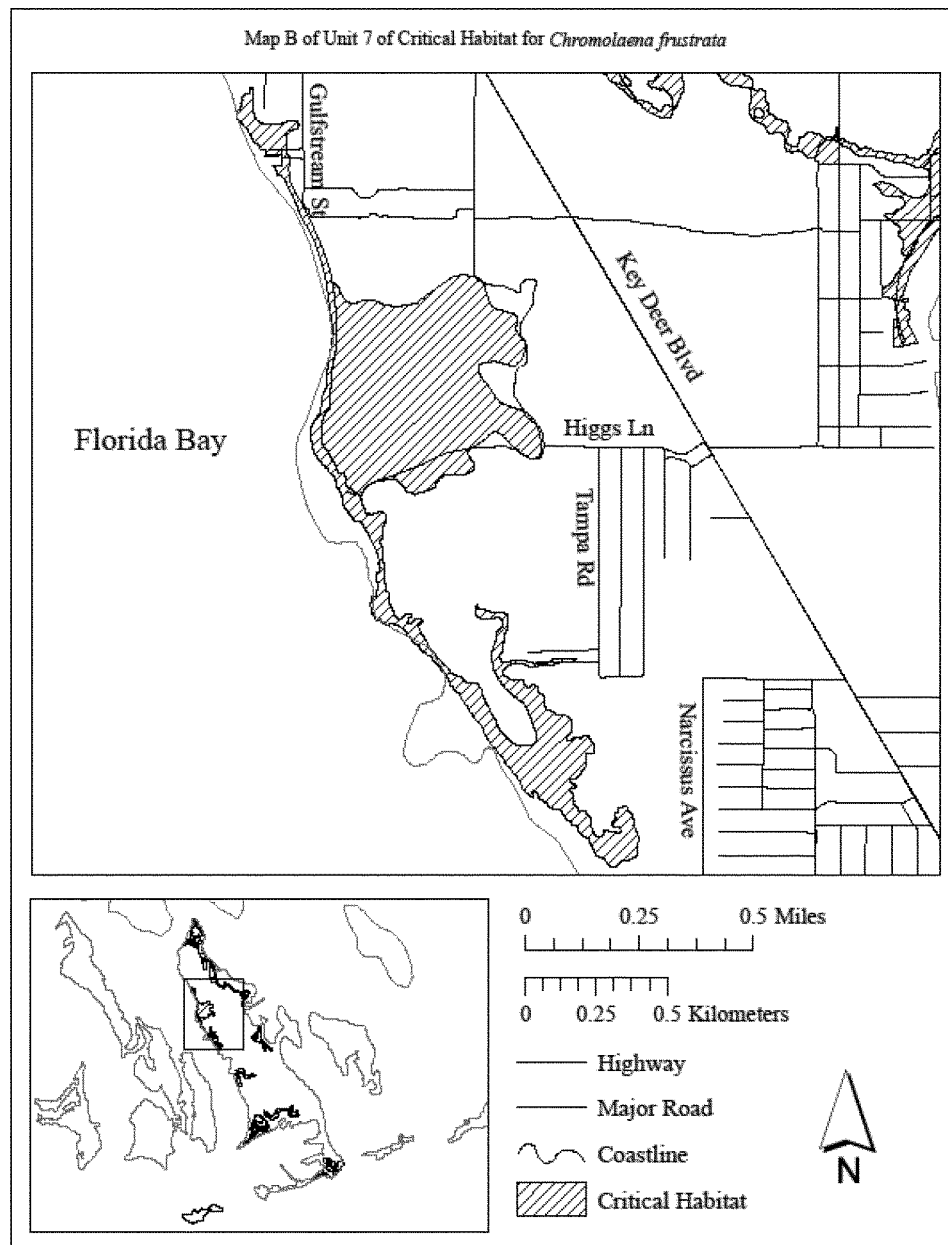 Map B of Unit 7 of Critical Habitat for Chromolaena frustrata
Gulfstream St
Key Deer Blvd
Florida Bay
Higgs Ln
Tampa Rd
Narcissus Ave
0 0.25 0.5 Miles
0 0.25 0.5 Kilometers
Highway
Major Road
Coastline
Critical Habitat
N